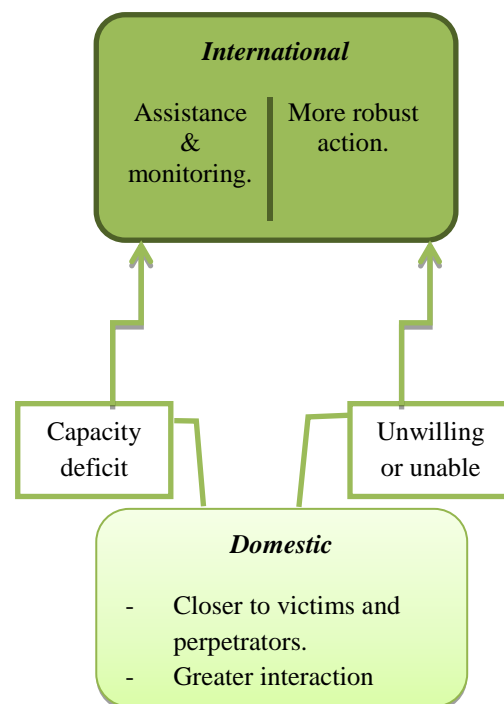 International
Assistance
&
monitoring.
More robust
action.
Capacity
deficit
Unwilling
or unable
Domestic
- Closer to victims and
perpetrators.
- Greater interaction